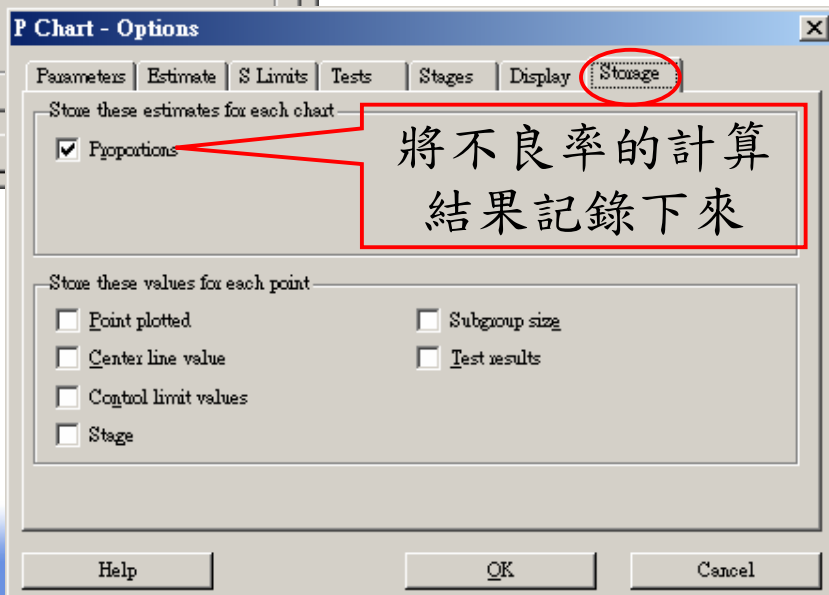 P Chart - Options
Parameters Estimate S Limits Tests Stages Display Storage
Store these estimates for each chart
Proportions
將不良率的計算
結果記錄下來
Store these values for each point
Point plotted
Subgroup size
Center line value
Test results
Control limit values
Stage
Help OK Cancel